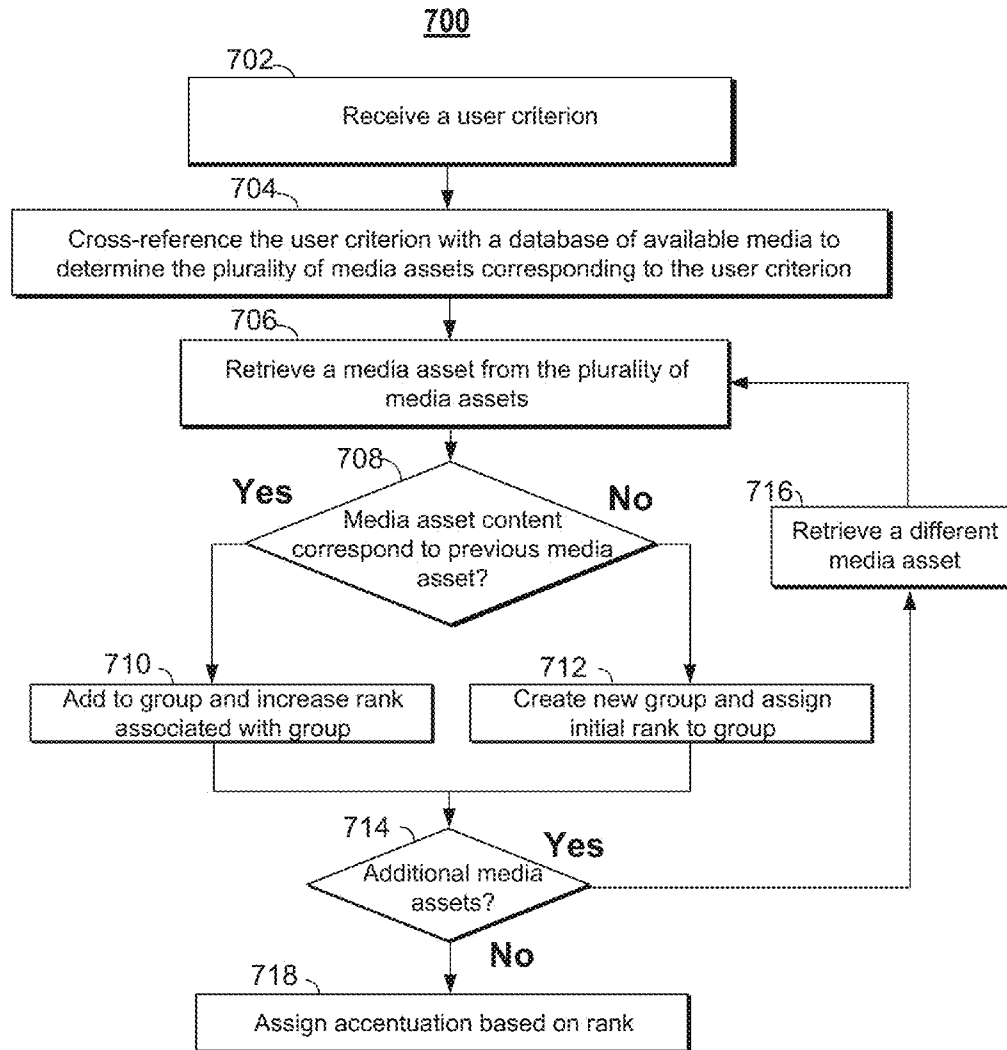 700
702
Receive a user criterion
704
Cross-reference the user criterion with a database of available media to
determine the plurality of media assets corresponding to the user criterion
706
Retrieve a media asset from the plurality of
media assets
708
Yes
No
Media asset content
correspond to previous media
asset?
716
Retrieve a different
media asset
710
Add to group and increase rank
associated with group
712
Create new group and assign
initial rank to group
714
Yes
Additional media
assets?
No
718
Assign accentuation based on rank